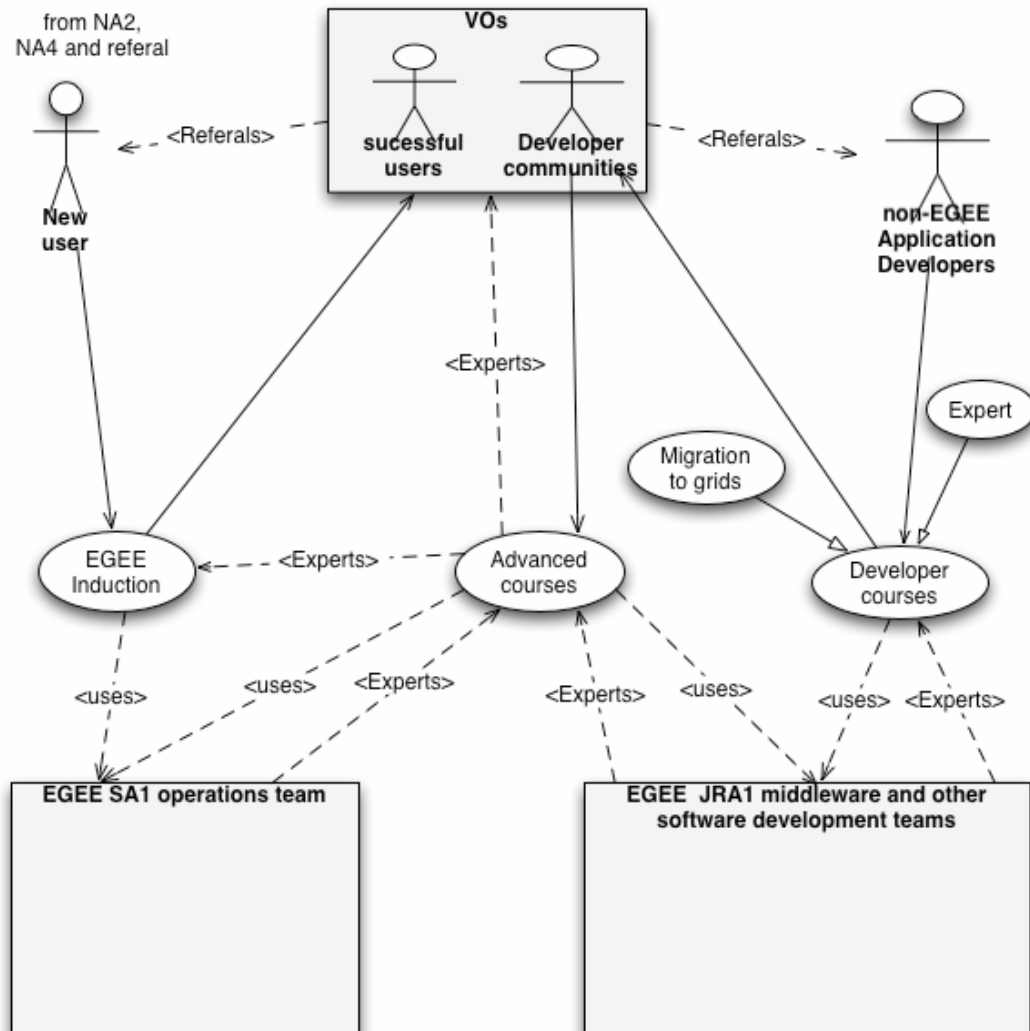 from NA2,
NA4 and referal
VOs
sucessful
users
Developer
communities
<Referals>
<Referals>
New
user
non-EGEE
Application
Developers
<Experts>
Expert
Migration
to grids
EGEE
Induction
<Experts>
Advanced
courses
Developer
courses
<uses>
<uses>
<Experts>
<Experts>
<uses>
<uses>
<Experts>
EGEE SA1 operations team
EGEE  JRA1 middleware and other
software development teams